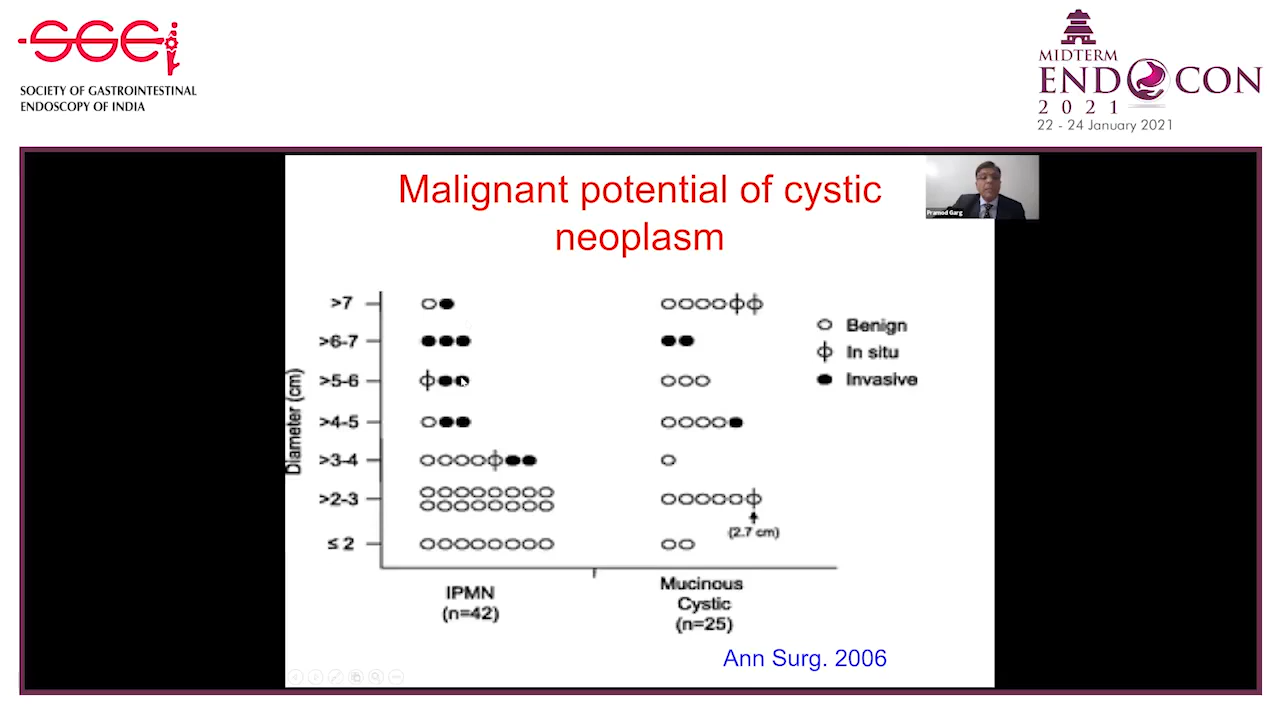 SGEI
SOCIETY OF GASTROINTESTINAL
ENDOSCOPY OF INDIA
MIDTERM
ENDOCON
2021
22 - 24 January 2021
Pramod Garg
Malignant potential of cystic
neoplasm
Diameter (cm)
>7
>6-7
>5-6
>4-5
>3-4
>2-3
≤ 2
Benign
In situ
Invasive
(2.7 cm)
IPMN
(n=42)
Mucinous
Cystic
(n=25)
Ann Surg. 2006